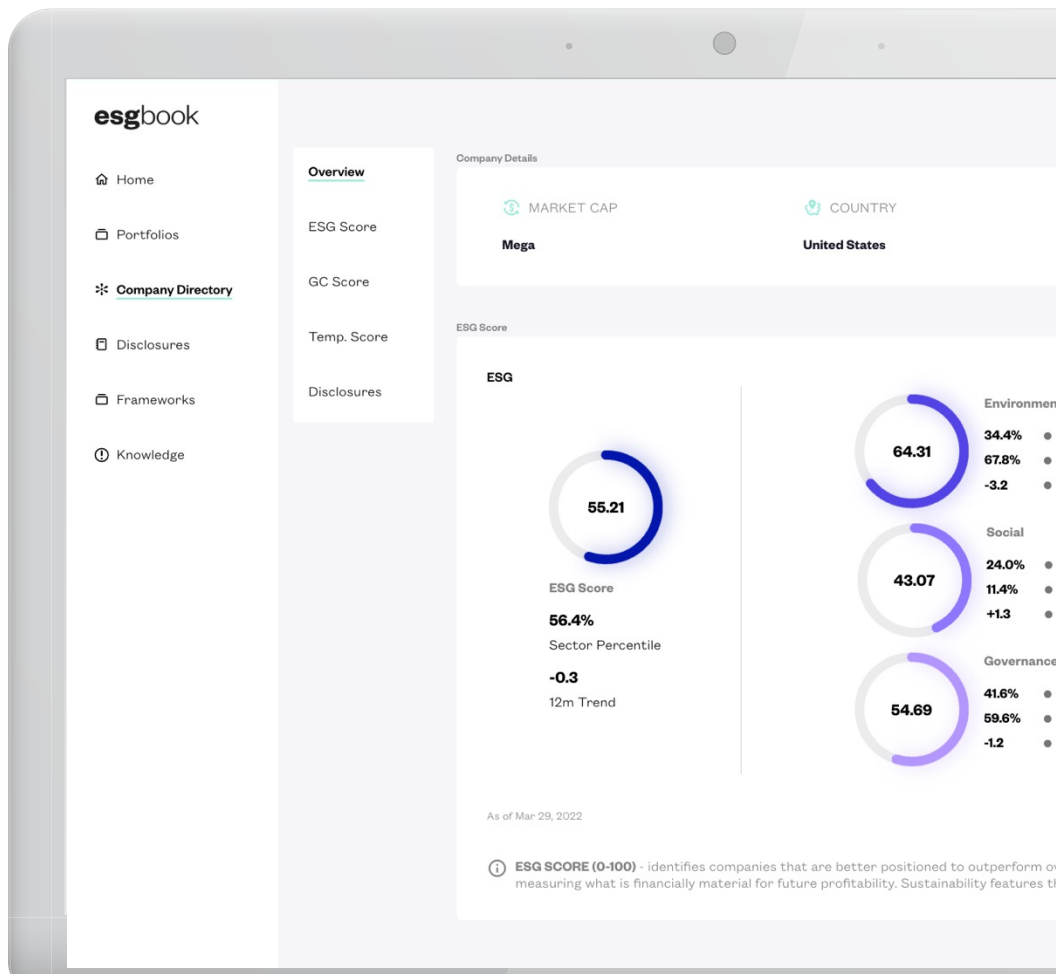 esgbook
Home
Portfolios
Company Directory
Disclosures
Frameworks
Knowledge
Overview
ESG Score
GC Score
Temp. Score
Disclosures
Company Details
MARKET CAP
Mega
COUNTRY
United States
ESG Score
ESG
55.21
ESG Score
56.4%
Sector Percentile
-0.3
12m Trend
64.31
Environmen
34.4%
67.8%
-3.2
43.07
Social
24.0%
11.4%
+1.3
54.69
Governance
41.6%
59.6%
-1.2
As of Mar 29, 2022
ESG SCORE (0-100) - identifies companies that are better positioned to outperform ov
measuring what is financially material for future profitability. Sustainability features th